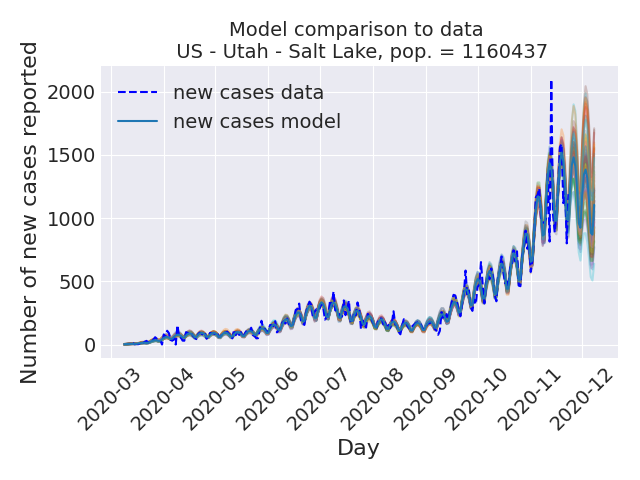 Model comparison to data
US - Utah - Salt Lake, pop. = 1160437
Number of new cases reported
2000
1500
1000
500
0
new cases data
new cases model
2020-03
2020-04
2020-05
2020-06
2020-07
2020-08
2020-09
2020-10
2020-11
2020-12
Day